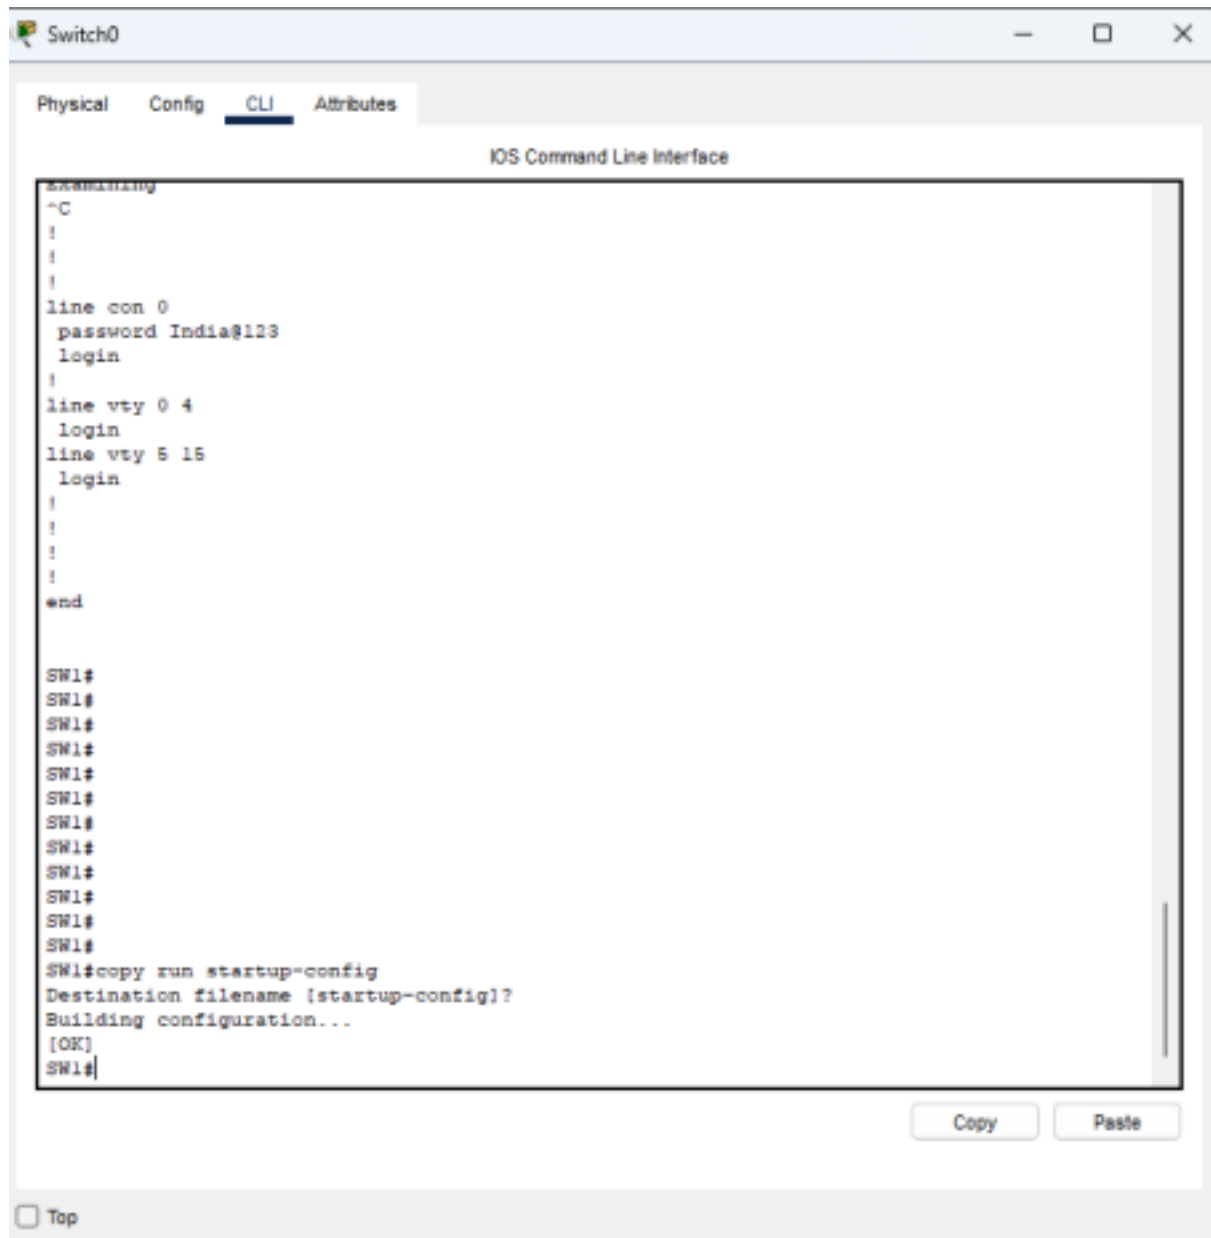 Switch0
Physical Config CLI Attributes
IOS Command Line Interface
Examining
^C
!
!
!
line con 0
password India@123
login
!
line vty 0 4
login
line vty 5 15
login
!
!
!
!
end
SW1#
SW1#
SW1#
SW1#
SW1#
SW1#
SW1#
SW1#
SW1#
SW1#
SW1#
SW1#
SW1#copy run startup-config
Destination filename [startup-config]?
Building configuration...
[OK]
SW1#
Copy Paste
Top